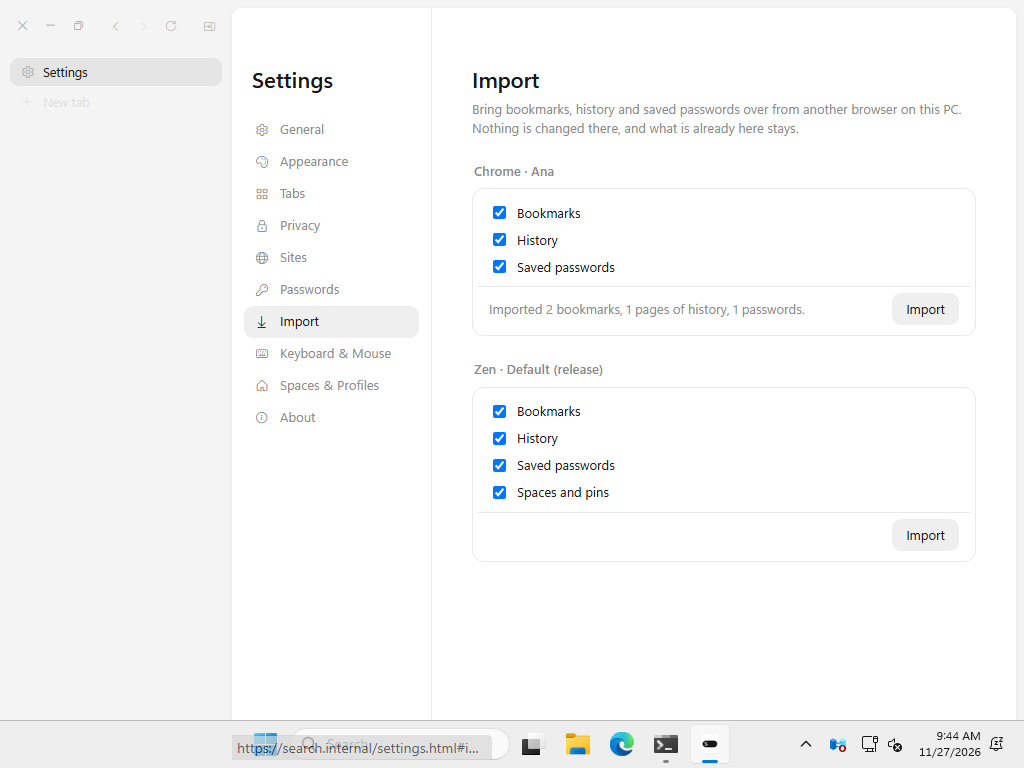 Settings
New tab
Settings
General
Appearance
Tabs
Privacy
Sites
Passwords
Import
Keyboard & Mouse
Spaces & Profiles
About
Import
Bring bookmarks, history and saved passwords over from another browser on this PC.
Nothing is changed there, and what is already here stays.
Chrome · Ana
Bookmarks
History
Saved passwords
Imported 2 bookmarks, 1 pages of history, 1 passwords.
Import
Zen · Default (release)
Bookmarks
History
Saved passwords
Spaces and pins
Import
https://search.internal/settings.html#i...
Search
9:44 AM
11/27/2026